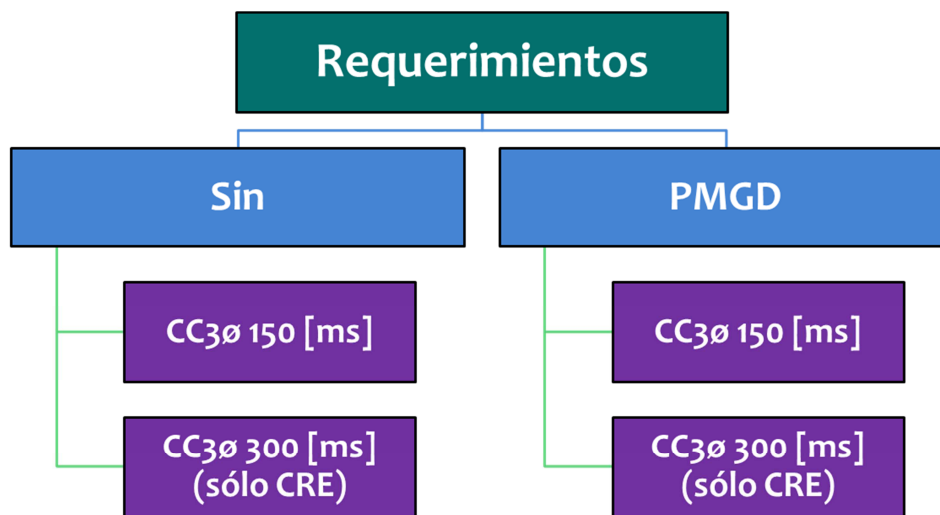 Requerimientos
Sin
PMGD
CC3ø 150 [ms]
CC3ø 150 [ms]
CC3ø 300 [ms]
(sólo CRE)
CC3ø 300 [ms]
(sólo CRE)